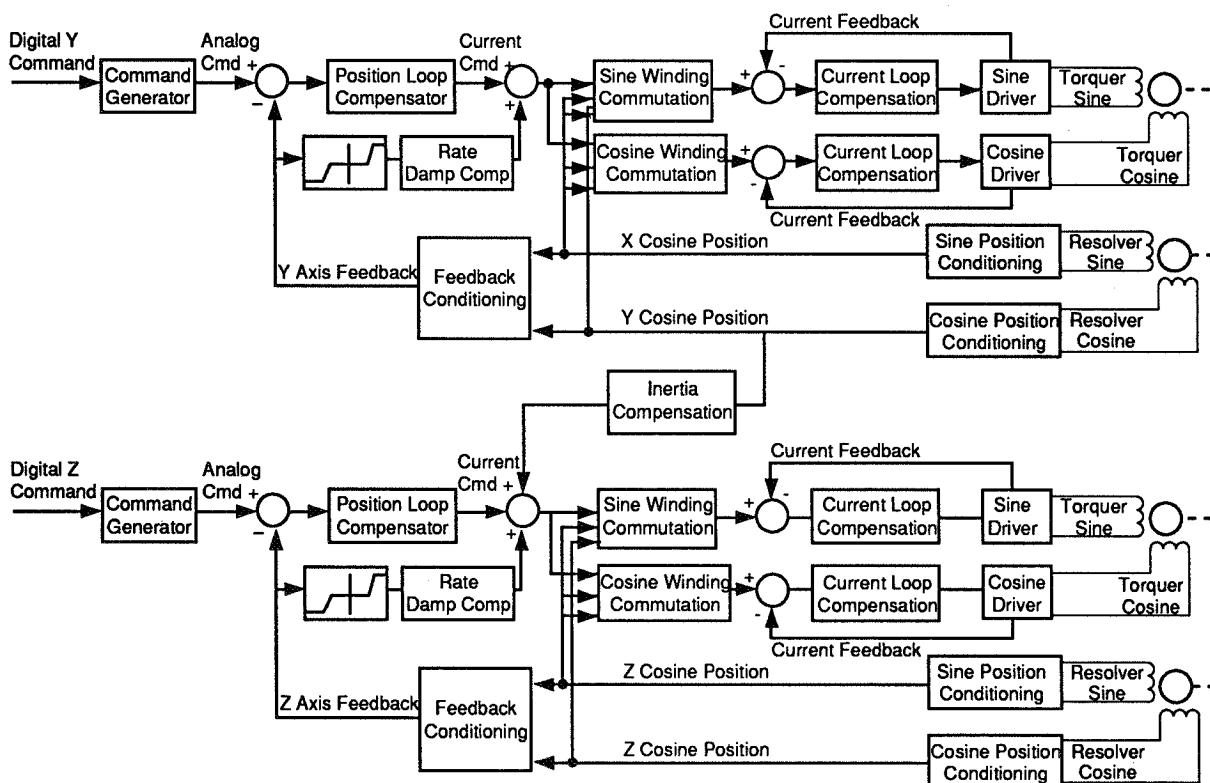 Current Feedback
Digital Y
Command
Analog
Cmd +
Current
Cmd +
Command
Generator
Position Loop
Compensator
Sine Winding
Commutation
+
-
Current Loop
Compensation
Sine
Driver
Torquer
Sine
−
+
Rate
Damp Comp
Cosine Winding
Commutation
+
-
Current Loop
Compensation
Cosine
Driver
Torquer
Cosine
Current Feedback
X Cosine Position
Sine Position
Conditioning
Resolver
Sine
Y Axis Feedback
Feedback
Conditioning
Y Cosine Position
Cosine Position
Conditioning
Resolver
Cosine
Inertia
Compensation
Current Feedback
Digital Z
Command
Analog
Cmd +
Current
Cmd +
Command
Generator
Position Loop
Compensator
Sine Winding
Commutation
+
-
Current Loop
Compensation
Sine
Driver
Torquer
Sine
−
+
Rate
Damp Comp
Cosine Winding
Commutation
+
-
Current Loop
Compensation
Cosine
Driver
Torquer
Cosine
Current Feedback
Z Cosine Position
Sine Position
Conditioning
Resolver
Sine
Z Axis Feedback
Feedback
Conditioning
Z Cosine Position
Cosine Position
Conditioning
Resolver
Cosine